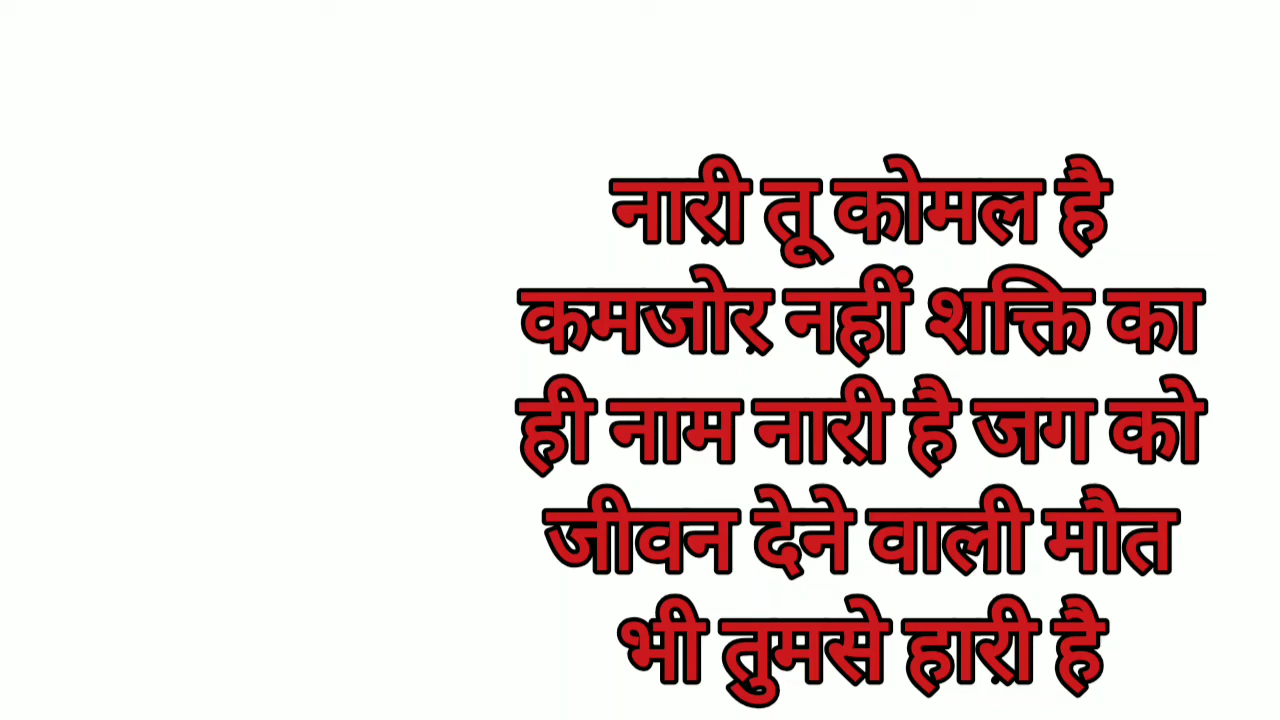 नाऱी तू कोमल है
कमजोऱ नहीं शक्ति का
ही नाम नाऱी है जग को
जीवन देने वाली मौत
भी तुमसे हाऱी है